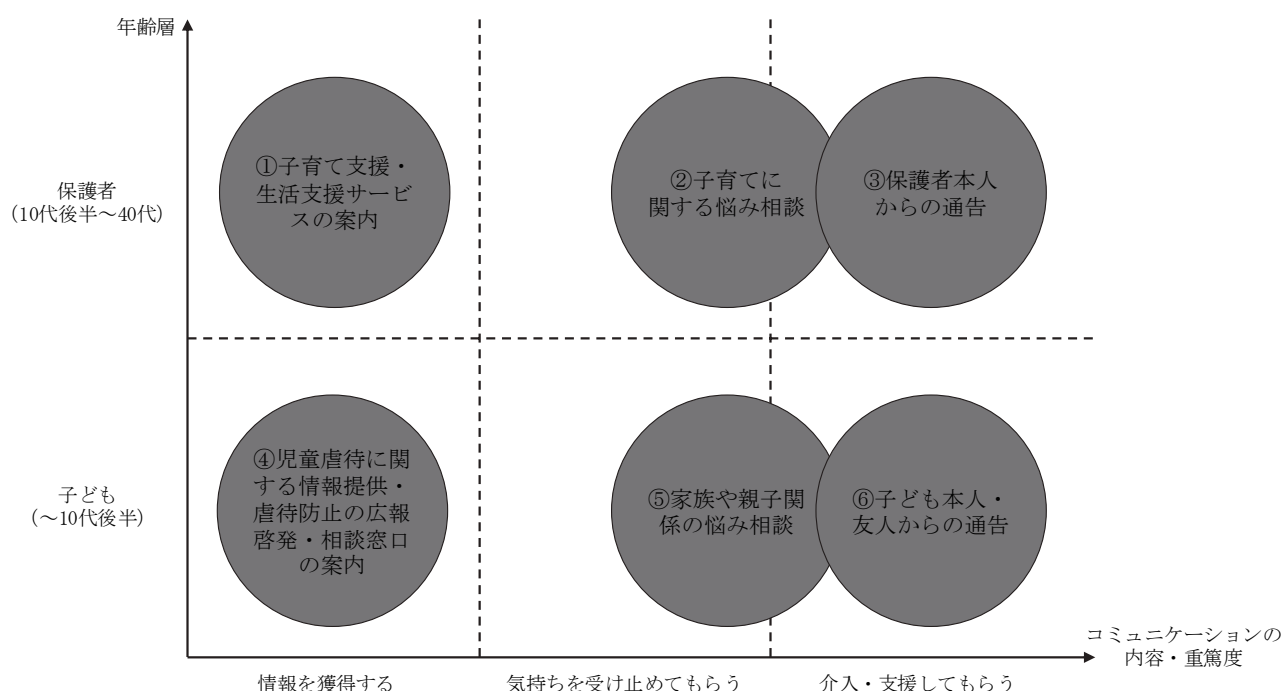 年齢層
保護者
（10代後半～40代）
①子育て支援・
生活支援サービ
スの案内
②子育てに
関する悩み相談
③保護者本人
からの通告
子ども
（～10代後半）
④児童虐待に関
する情報提供・
虐待防止の広報
啓発・相談窓口
の案内
⑤家族や親子関
係の悩み相談
⑥子ども本人・
友人からの通告
コミュニケーションの
内容・重篤度
情報を獲得する
気持ちを受け止めてもらう
介入・支援してもらう